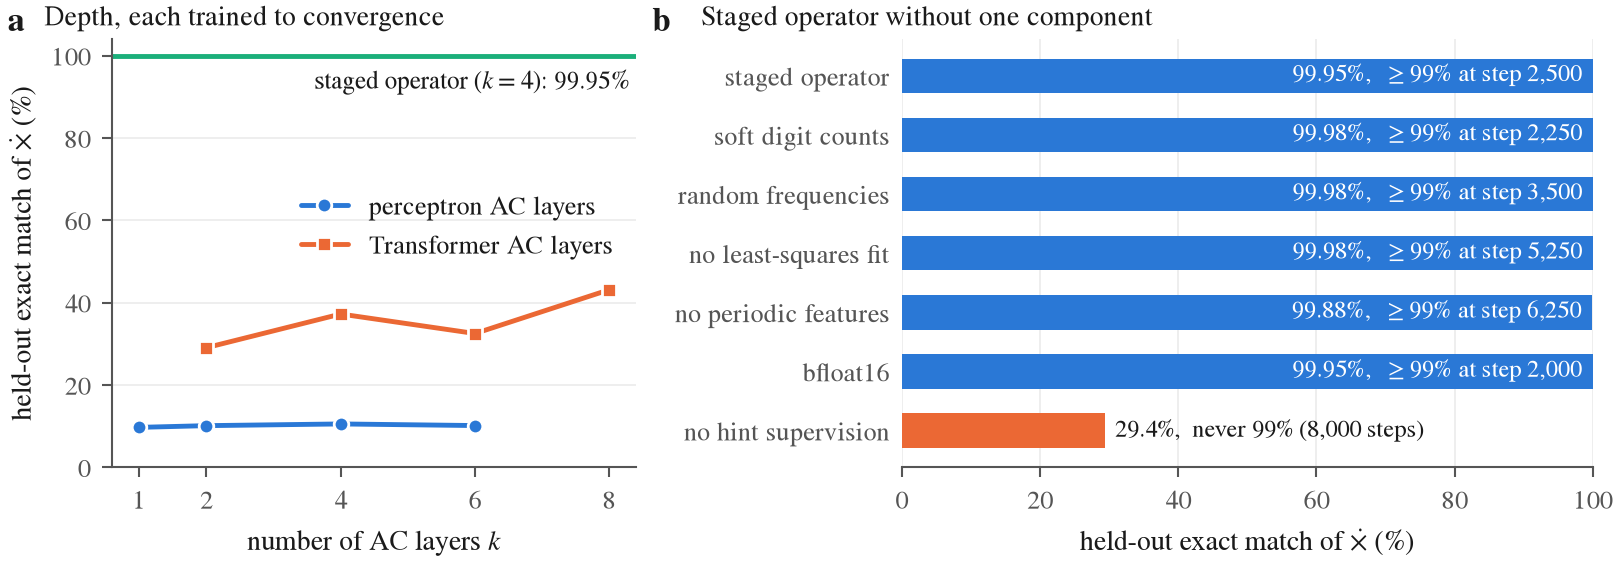 a Depth, each trained to convergence
held-out exact match of ×̇ (%)
100
80
60
40
20
0
staged operator (k = 4): 99.95%
perceptron AC layers
Transformer AC layers
1 2 4 6 8
number of AC layers k
b Staged operator without one component
staged operator 99.95%, ≥ 99% at step 2,500
soft digit counts 99.98%, ≥ 99% at step 2,250
random frequencies 99.98%, ≥ 99% at step 3,500
no least-squares fit 99.98%, ≥ 99% at step 5,250
no periodic features 99.88%, ≥ 99% at step 6,250
bfloat16 99.95%, ≥ 99% at step 2,000
no hint supervision 29.4%, never 99% (8,000 steps)
0 20 40 60 80 100
held-out exact match of ×̇ (%)